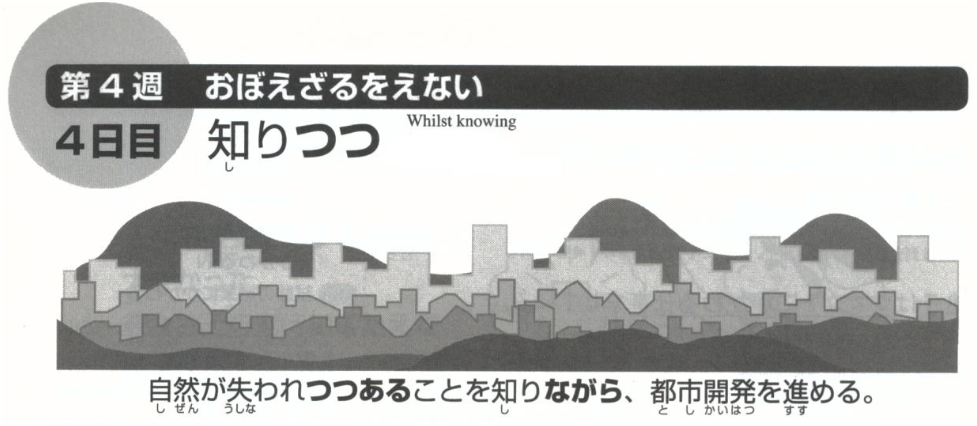 第4週 おぼえざるをえない
4日目 知りつつ Whilst knowing
し
自然が失われつつあることを知りながら、都市開発を進める。
し ぜん うしな し と し かいはつ すす